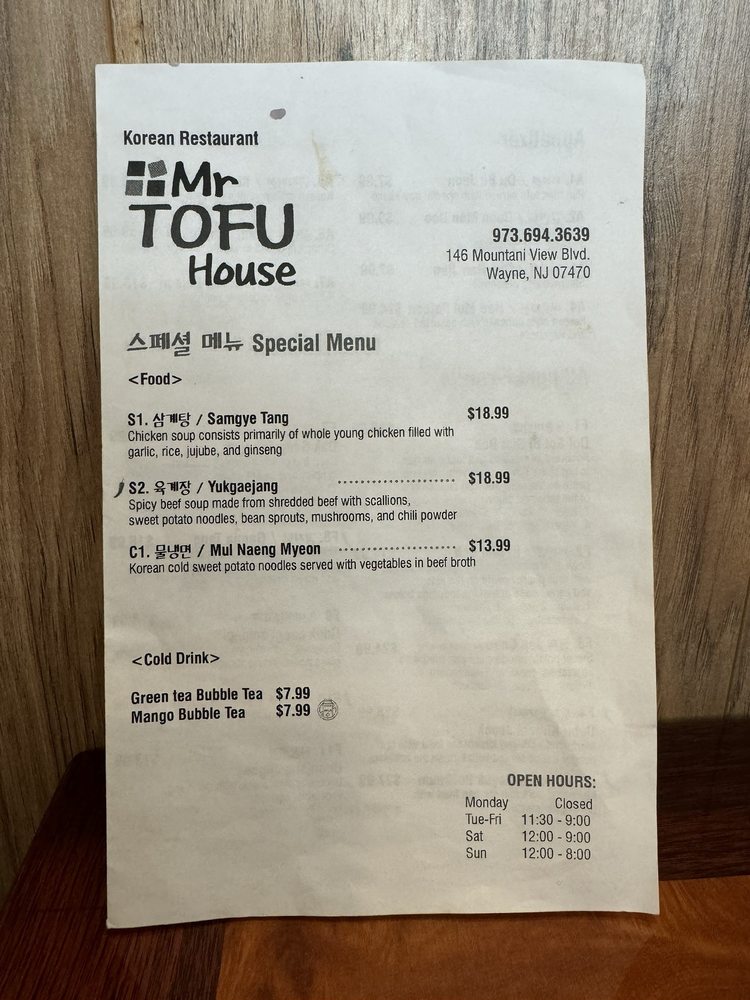 Korean Restaurant
Mr
TOFU
House
973.694.3639
146 Mountani View Blvd.
Wayne, NJ 07470
스페셜 메뉴 Special Menu
<Food>
S1. 삼계탕 / Samgye Tang $18.99
Chicken soup consists primarily of whole young chicken filled with
garlic, rice, jujube, and ginseng
S2. 육계장 / Yukgaejang $18.99
Spicy beef soup made from shredded beef with scallions,
sweet potato noodles, bean sprouts, mushrooms, and chili powder
C1. 물냉면 / Mul Naeng Myeon $13.99
Korean cold sweet potato noodles served with vegetables in beef broth
<Cold Drink>
Green tea Bubble Tea $7.99
Mango Bubble Tea $7.99
OPEN HOURS:
Monday Closed
Tue-Fri 11:30 - 9:00
Sat 12:00 - 9:00
Sun 12:00 - 8:00